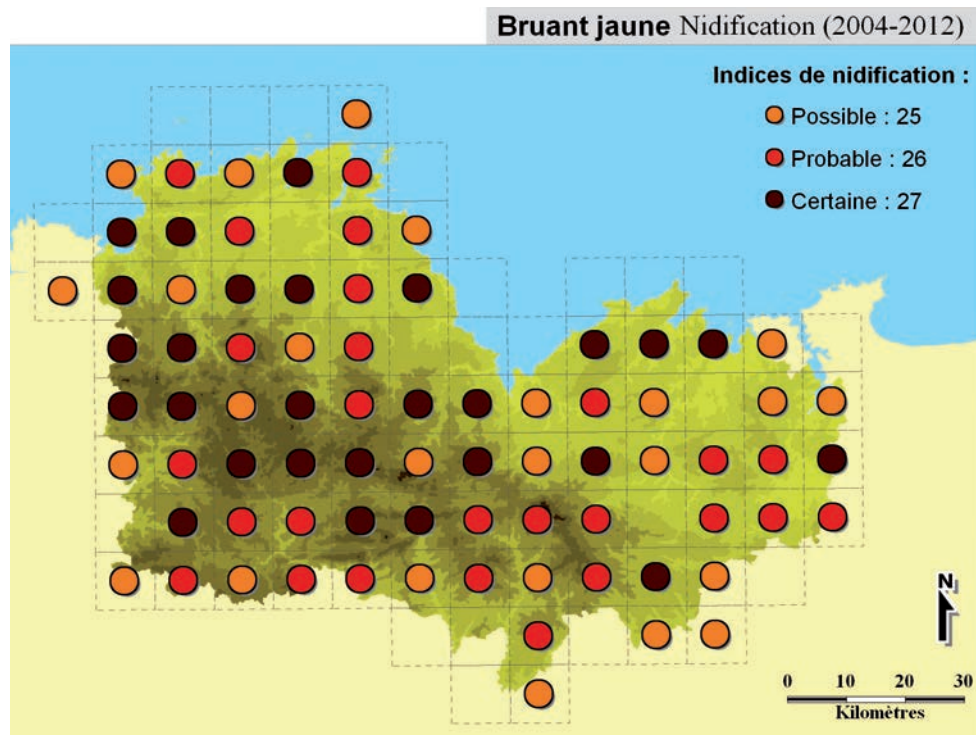 Bruant jaune Nidification (2004-2012)
Indices de nidification :
Possible : 25
Probable : 26
Certaine : 27
N
0 10 20 30
Kilomètres